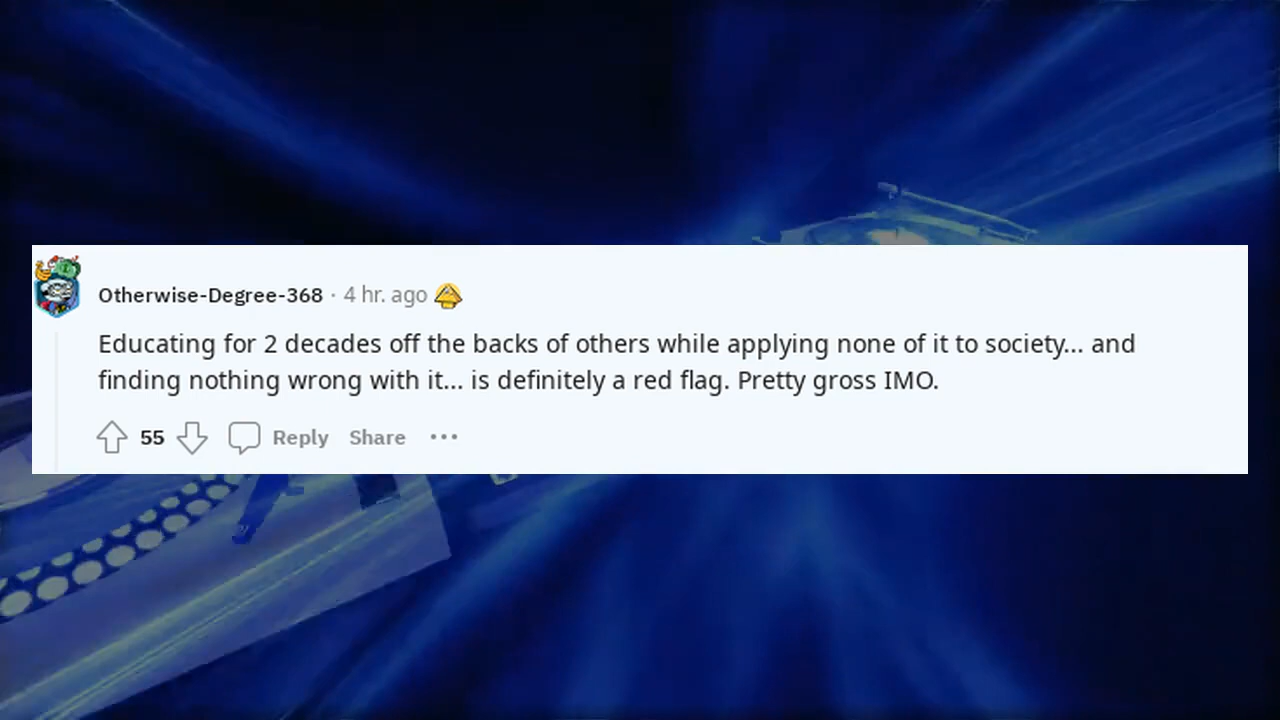 Otherwise-Degree-368 · 4 hr. ago
Educating for 2 decades off the backs of others while applying none of it to society... and
finding nothing wrong with it... is definitely a red flag. Pretty gross IMO.
55 Reply Share ...